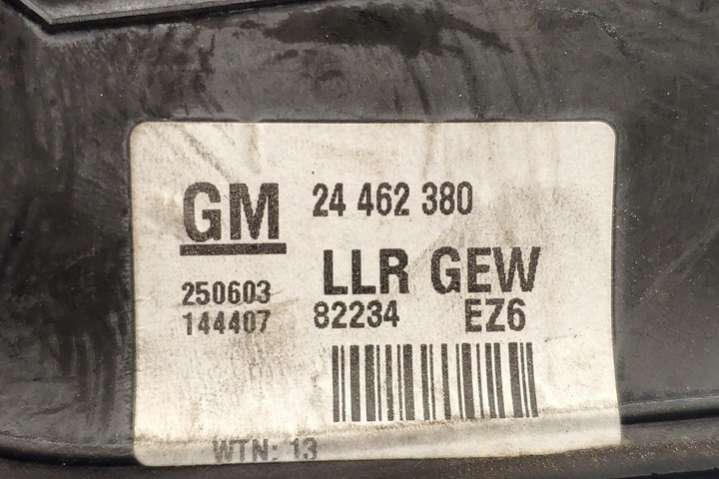 GM 24 462 380
LLR GEW
250603
144407 82234 EZ6
WTN: 13